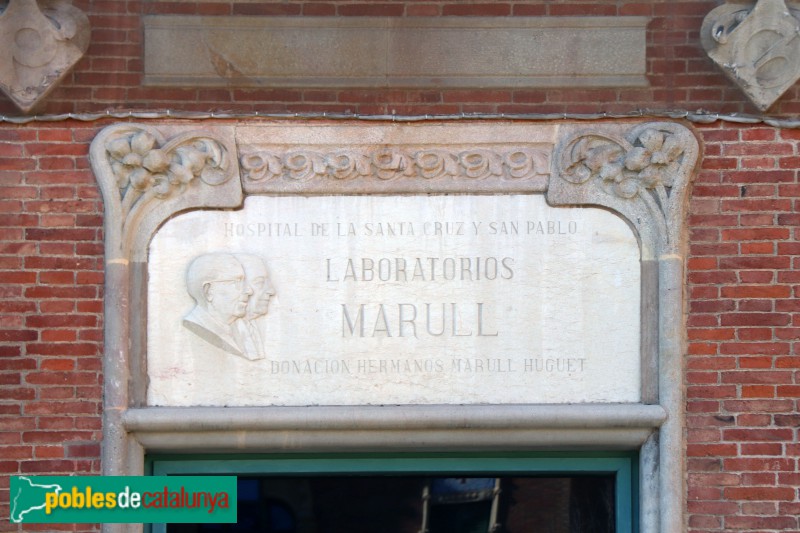 HOSPITAL DE LA SANTA CRUZ Y SAN PABLO
LABORATORIOS
MARULL
DONACION HERMANOS MARULL HUGUET
poblesdecatalunya